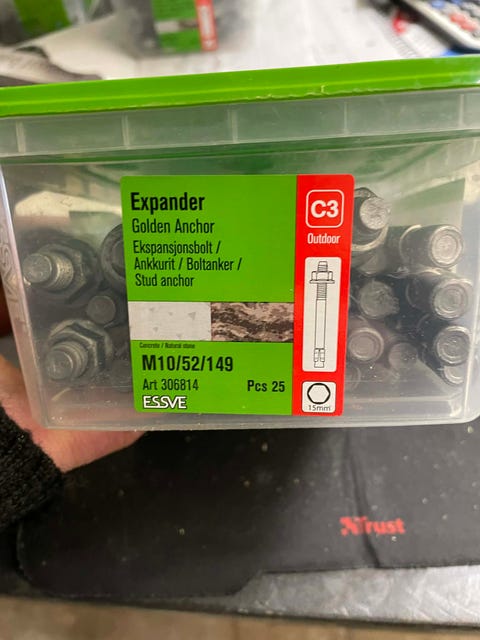 Expander
Golden Anchor
Ekspansjonsbolt /
Ankkurit / Boltanker /
Stud anchor
Concrete / Natural stone
M10/52/149
Art 306814 Pcs 25
ESSVE
C3
Outdoor
15mm
ESSVE
Trust